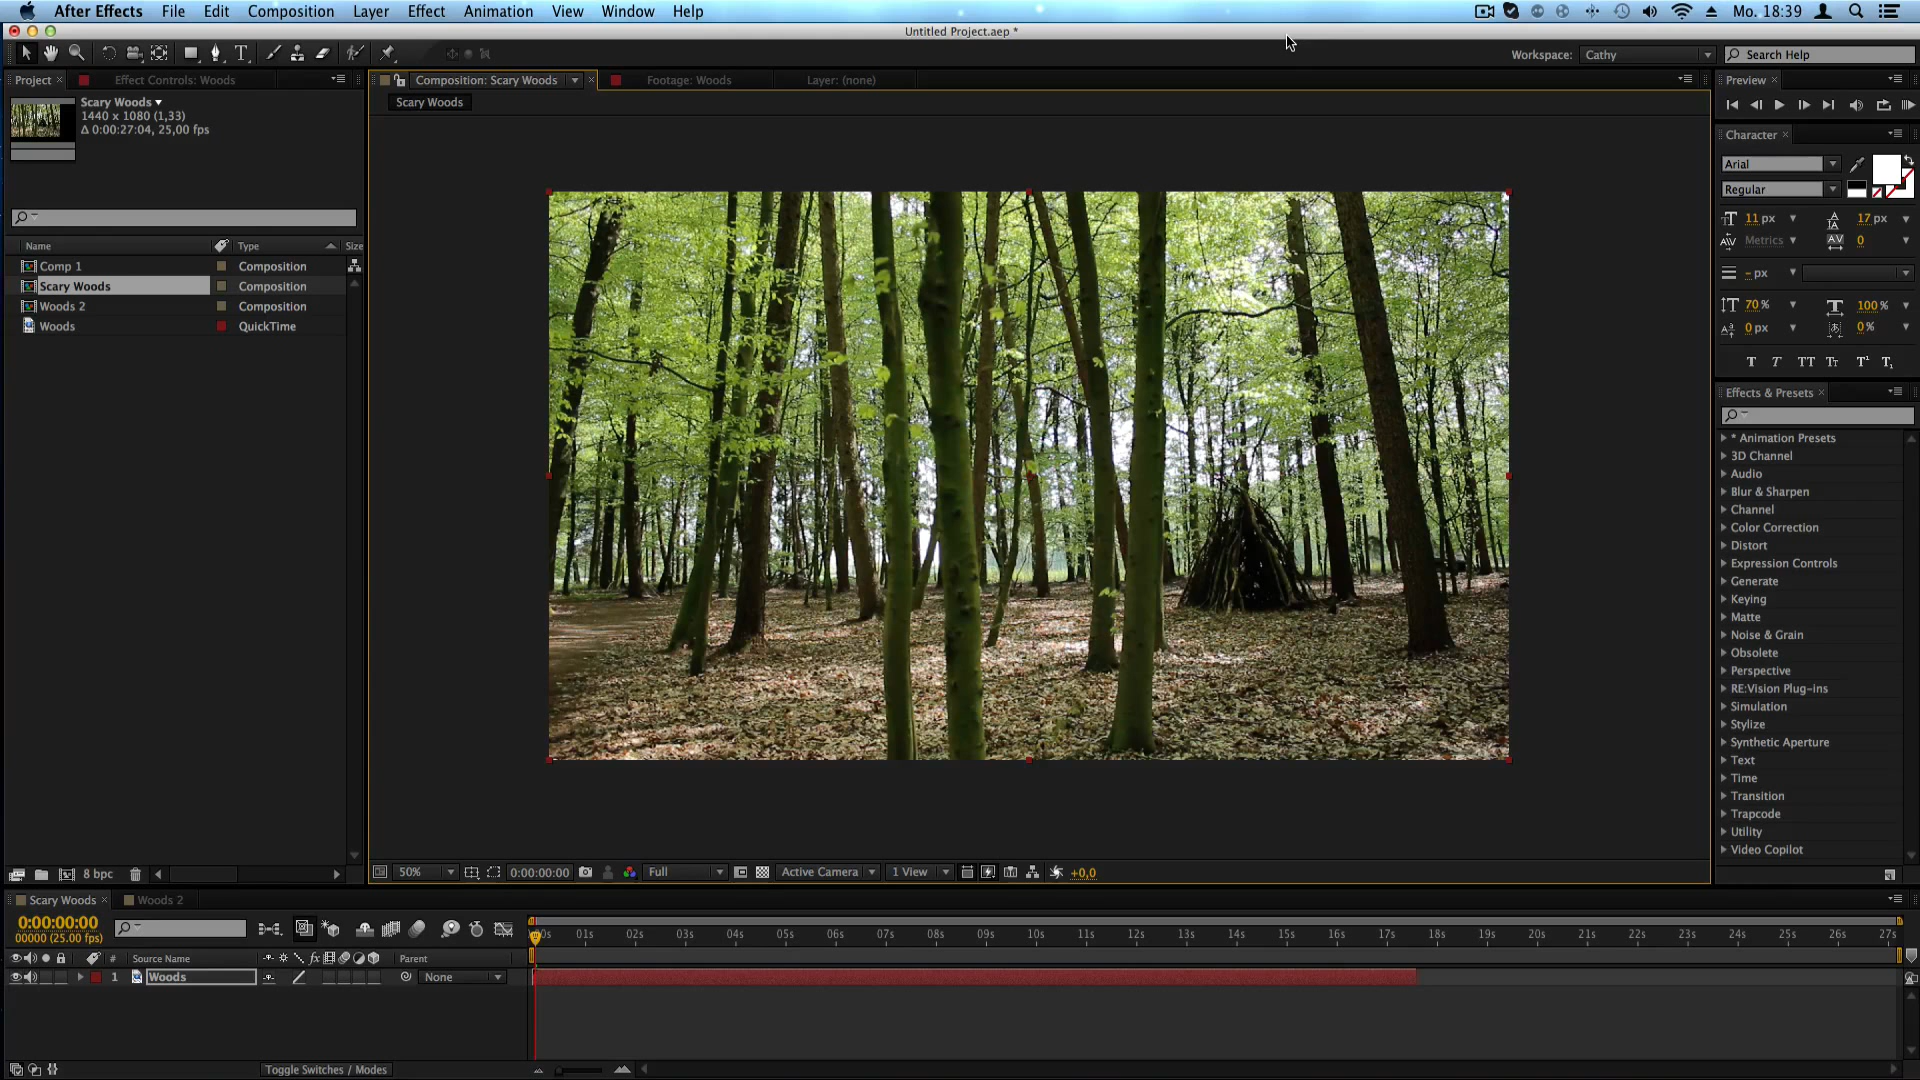 After Effects File Edit Composition Layer Effect Animation View Window Help Mo. 18:39
Untitled Project.aep *
Workspace: Cathy Search Help
Project Effect Controls: Woods Composition: Scary Woods Footage: Woods Layer: (none) Preview
Scary Woods
1440 x 1080 (1,33)
Δ 0:00:27:04, 25,00 fps
Scary Woods
Character
Arial
Regular
11 px 17 px
Metrics 0
- px
70 % 100 %
0 px 0 %
T T TT Tr T¹ T₁
Name Type Size
Comp 1 Composition
Scary Woods Composition
Woods 2 Composition
Woods QuickTime
Effects & Presets
* Animation Presets
3D Channel
Audio
Blur & Sharpen
Channel
Color Correction
Distort
Expression Controls
Generate
Keying
Matte
Noise & Grain
Obsolete
Perspective
RE:Vision Plug-ins
Simulation
Stylize
Synthetic Aperture
Text
Time
Transition
Trapcode
Utility
Video Copilot
8 bpc 50% 0:00:00:00 Full Active Camera 1 View +0,0
Scary Woods Woods 2
0:00:00:00
00000 (25.00 fps)
00s 01s 02s 03s 04s 05s 06s 07s 08s 09s 10s 11s 12s 13s 14s 15s 16s 17s 18s 19s 20s 21s 22s 23s 24s 25s 26s 27s
# Source Name Parent
1 Woods None
Toggle Switches / Modes